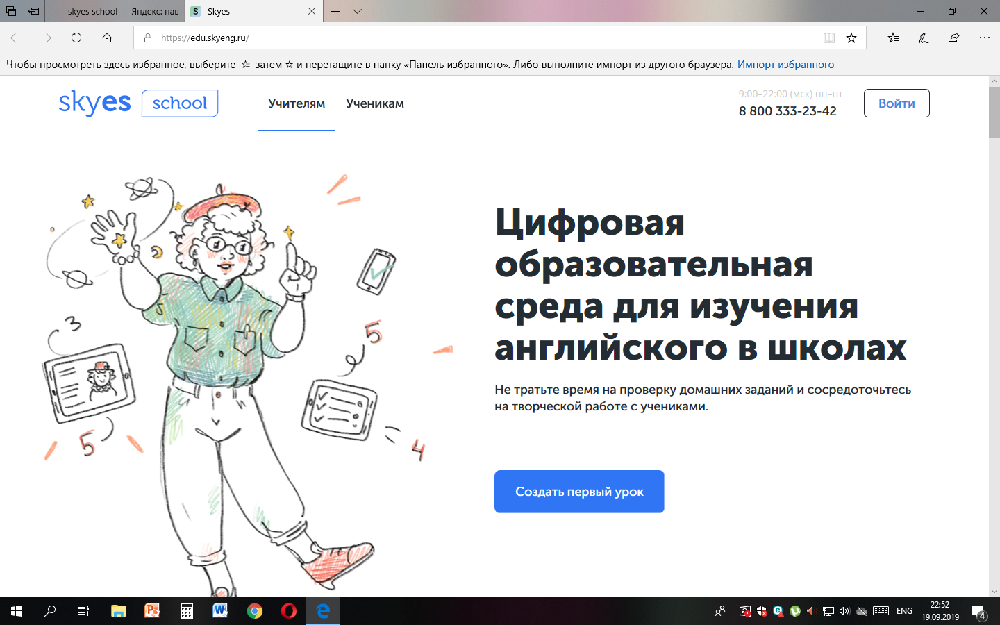 skyes school — Яндекс: наш
S Skyes
https://edu.skyeng.ru/
Чтобы просмотреть здесь избранное, выберите затем и перетащите в папку «Панель избранного». Либо выполните импорт из другого браузера. Импорт избранного
skyes school
Учителям Ученикам
9:00–22:00 (мск) пн–пт
8 800 333-23-42
Войти
Цифровая
образовательная
среда для изучения
английского в школах
Не тратьте время на проверку домашних заданий и сосредоточьтесь
на творческой работе с учениками.
Создать первый урок
3
5
5
= 4
ENG
22:52
19.09.2019
4